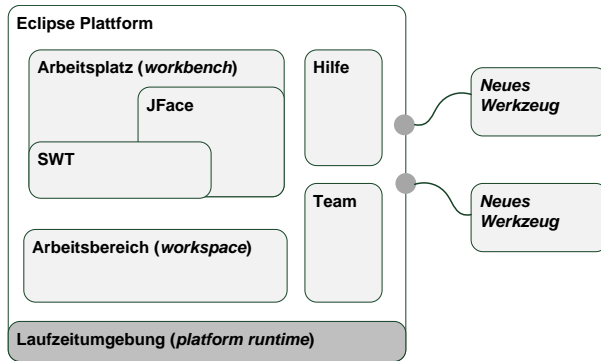 Eclipse Plattform
Arbeitsplatz (workbench)
JFace
SWT
Hilfe
Team
Arbeitsbereich (workspace)
Laufzeitumgebung (platform runtime)
Neues
Werkzeug
Neues
Werkzeug